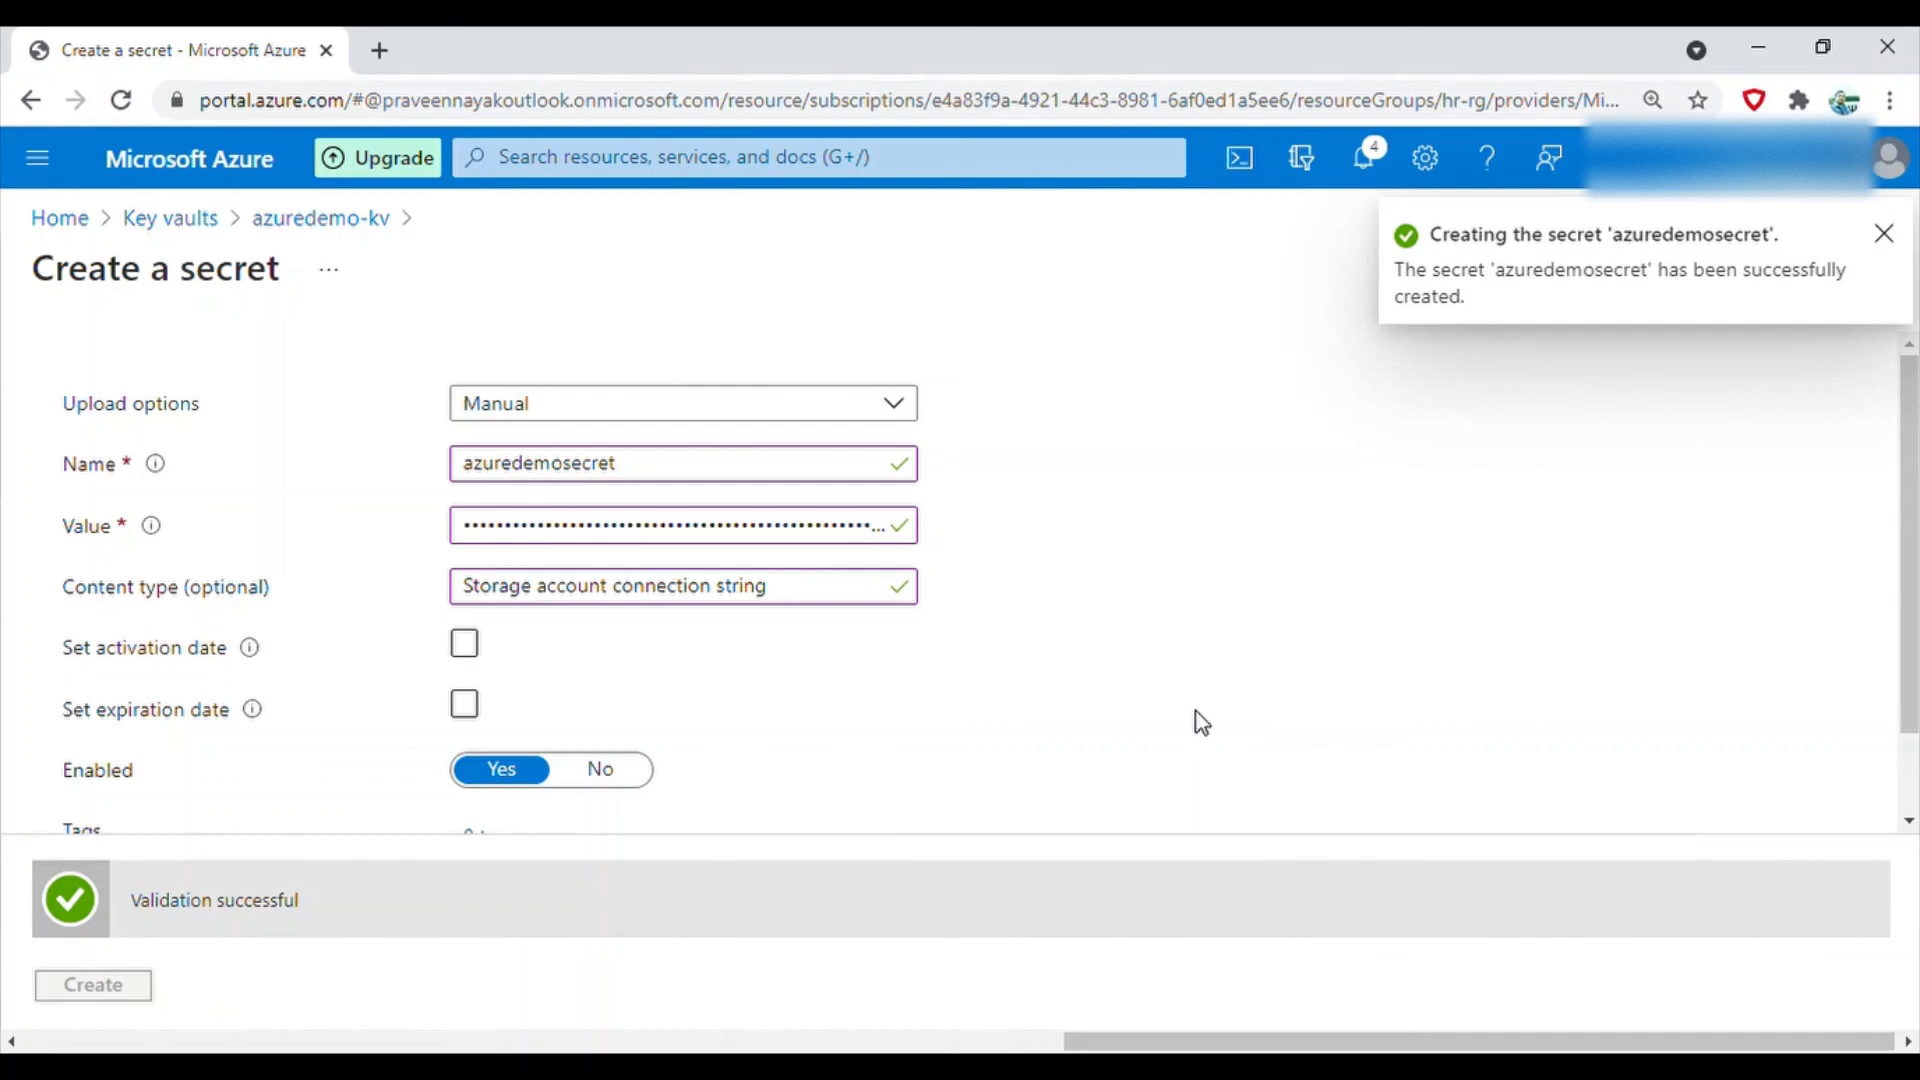 Create a secret - Microsoft Azure
portal.azure.com/#@praveennayakoutlook.onmicrosoft.com/resource/subscriptions/e4a83f9a-4921-44c3-8981-6af0ed1a5ee6/resourceGroups/hr-rg/providers/Mi...
Microsoft Azure
Upgrade
Search resources, services, and docs (G+/)
4
Home > Key vaults > azuredemo-kv >
Create a secret ...
Creating the secret 'azuredemosecret'.
The secret 'azuredemosecret' has been successfully
created.
Upload options
Manual
Name *
azuredemosecret
Value *
Content type (optional)
Storage account connection string
Set activation date
Set expiration date
Enabled
Yes
No
Tags
Validation successful
Create